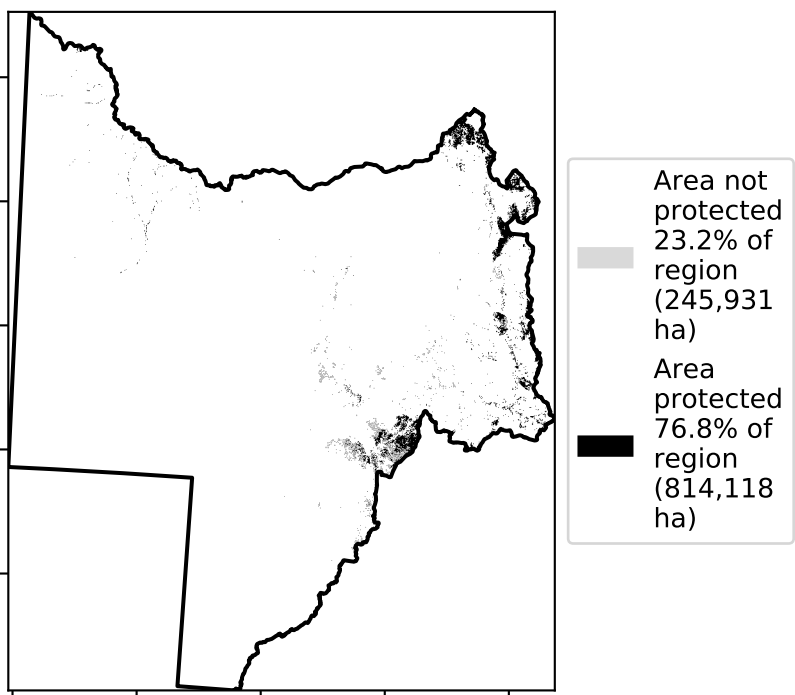 Area not
protected
23.2% of
region
(245,931
ha)
Area
protected
76.8% of
region
(814,118
ha)